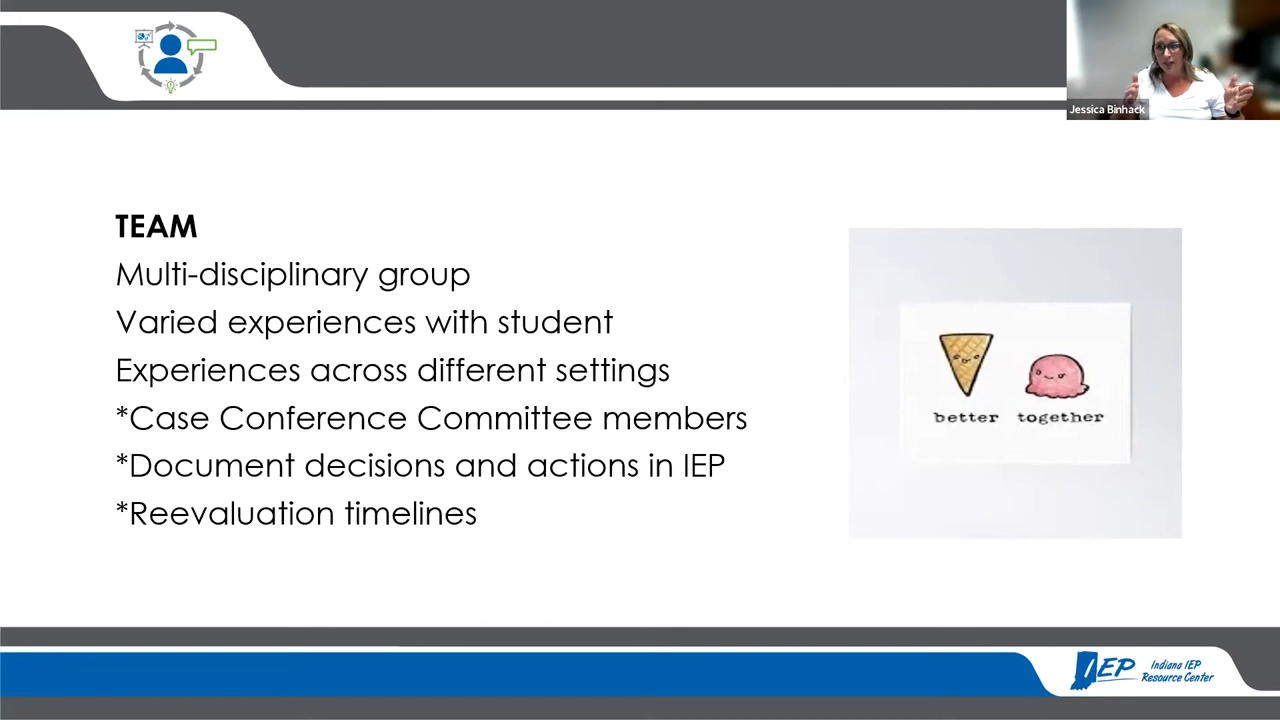 Jessica Binhack
TEAM
Multi-disciplinary group
Varied experiences with student
Experiences across different settings
*Case Conference Committee members
*Document decisions and actions in IEP
*Reevaluation timelines
better together
IEP
Indiana IEP
Resource Center